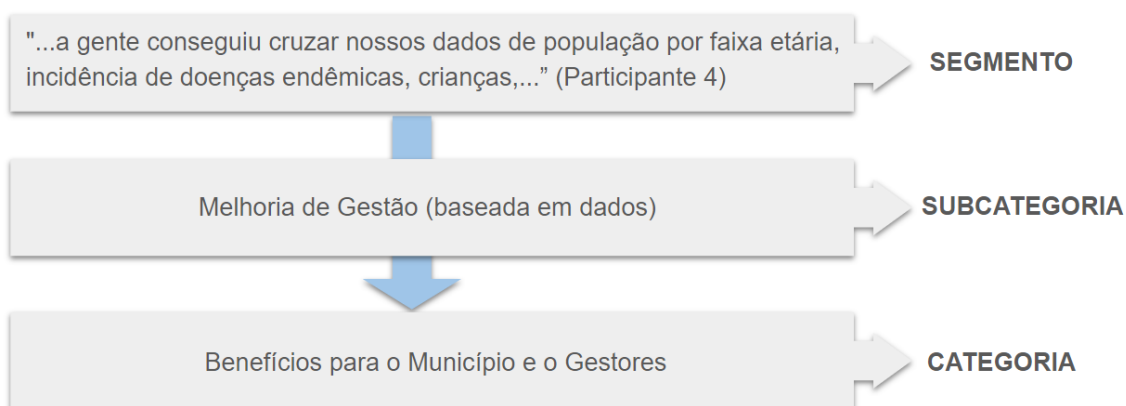 "...a gente conseguiu cruzar nossos dados de população por faixa etária,
incidência de doenças endêmicas, crianças,...” (Participante 4)
SEGMENTO
Melhoria de Gestão (baseada em dados)
SUBCATEGORIA
Benefícios para o Município e o Gestores
CATEGORIA